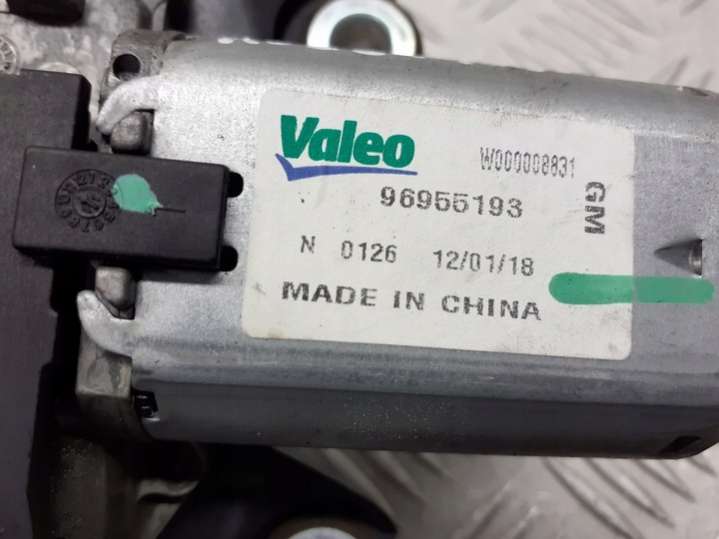 Valeo
W000008831
96955193
GM
N 0126 12/01/18
MADE IN CHINA